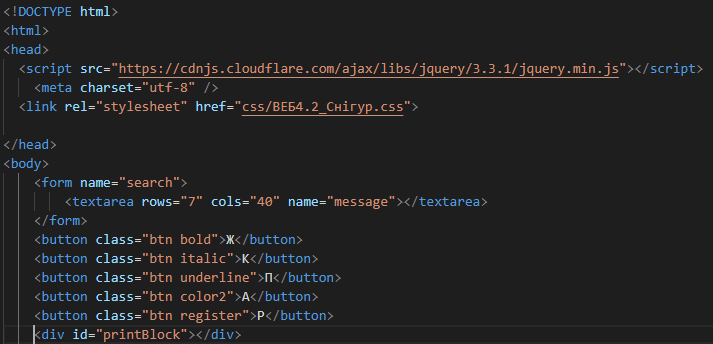 <!DOCTYPE html>
<html>
<head>
<script src="https://cdnjs.cloudflare.com/ajax/libs/jquery/3.3.1/jquery.min.js"></script>
<meta charset="utf-8" />
<link rel="stylesheet" href="css/ВЕБ4.2_Снігур.css">
</head>
<body>
<form name="search">
<textarea rows="7" cols="40" name="message"></textarea>
</form>
<button class="btn bold">Ж</button>
<button class="btn italic">К</button>
<button class="btn underline">П</button>
<button class="btn color2">А</button>
<button class="btn register">Р</button>
<div id="printBlock"></div>